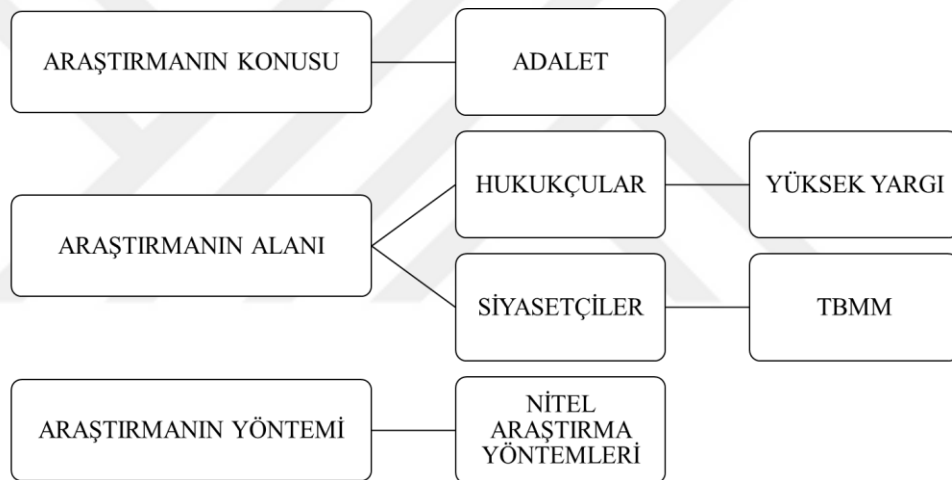 ARAŞTIRMANIN KONUSU
ADALET
ARAŞTIRMANIN ALANI
HUKUKÇULAR
YÜKSEK YARGI
SİYASETÇİLER
TBMM
ARAŞTIRMANIN YÖNTEMİ
NİTEL
ARAŞTIRMA
YÖNTEMLERİ